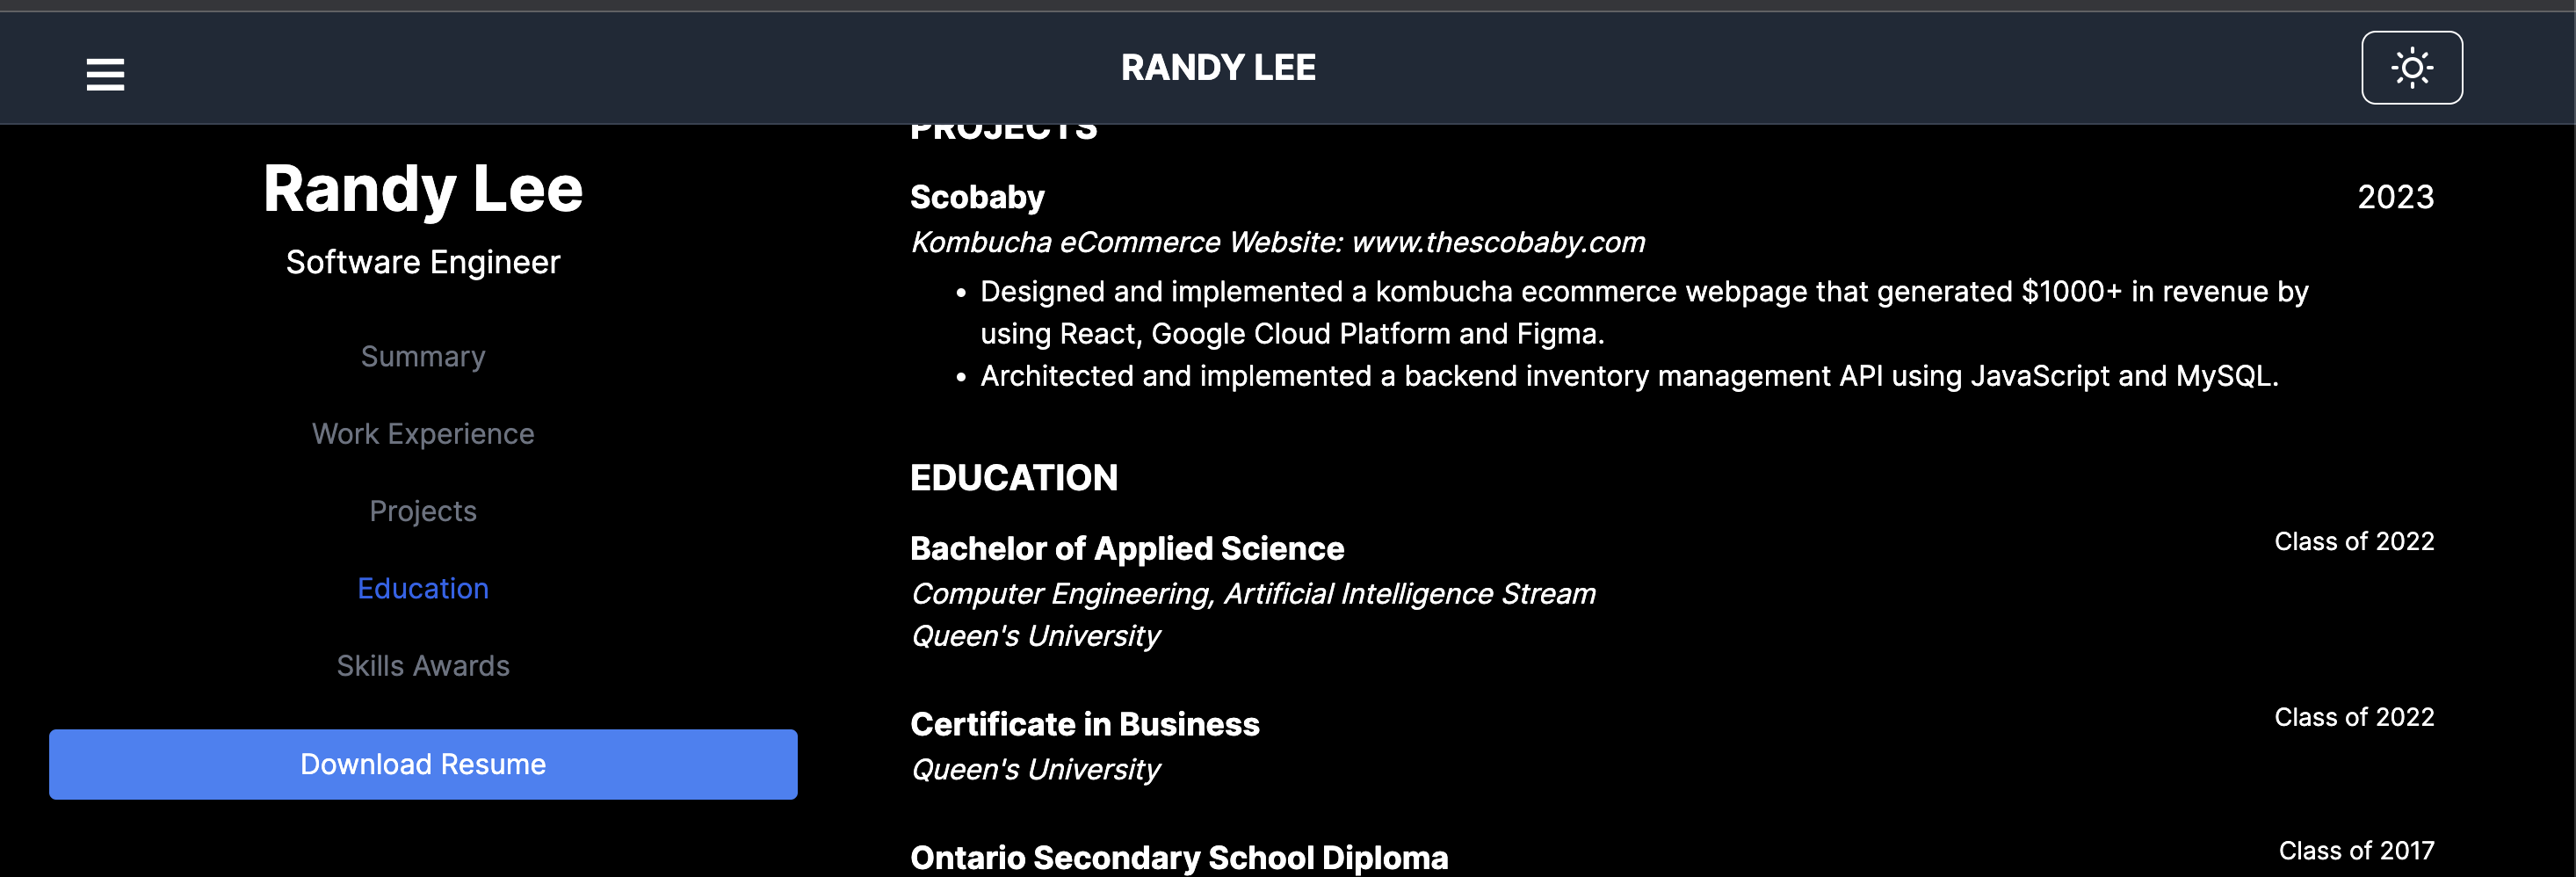 RANDY LEE
Randy Lee
Software Engineer
Summary
Work Experience
Projects
Education
Skills Awards
Download Resume
PROJECTS
Scobaby
2023
Kombucha eCommerce Website: www.thescobaby.com
• Designed and implemented a kombucha ecommerce webpage that generated $1000+ in revenue by
using React, Google Cloud Platform and Figma.
• Architected and implemented a backend inventory management API using JavaScript and MySQL.
EDUCATION
Bachelor of Applied Science
Class of 2022
Computer Engineering, Artificial Intelligence Stream
Queen's University
Certificate in Business
Class of 2022
Queen's University
Ontario Secondary School Diploma
Class of 2017